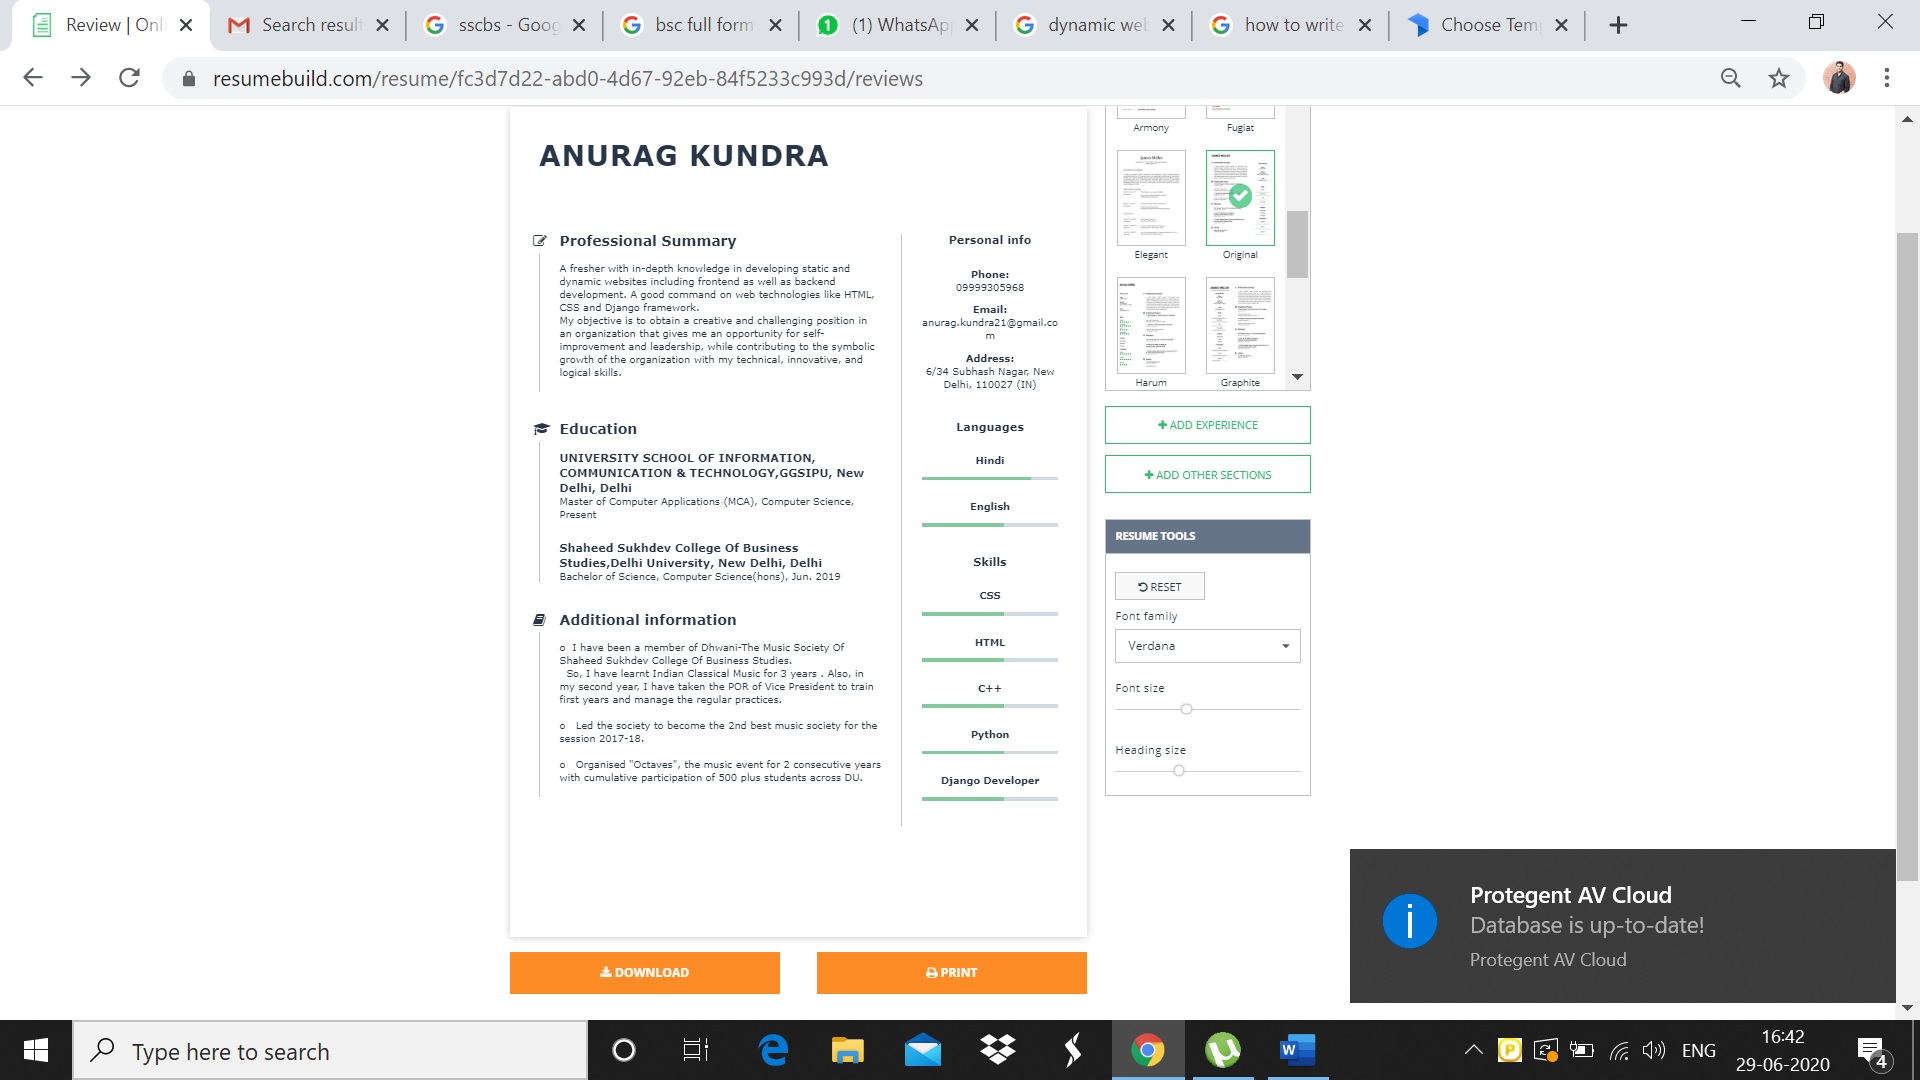 Review | Onli
Search result
sscbs - Goog
bsc full form
(1) WhatsApp
dynamic web
how to write
Choose Temp
resumebuild.com/resume/fc3d7d22-abd0-4d67-92eb-84f5233c993d/reviews
ANURAG KUNDRA
Professional Summary
A fresher with in-depth knowledge in developing static and
dynamic websites including frontend as well as backend
development. A good command on web technologies like HTML,
CSS and Django framework.
My objective is to obtain a creative and challenging position in
an organization that gives me an opportunity for self-
improvement and leadership, while contributing to the symbolic
growth of the organization with my technical, innovative, and
logical skills.
Education
UNIVERSITY SCHOOL OF INFORMATION,
COMMUNICATION & TECHNOLOGY,GGSIPU, New
Delhi, Delhi
Master of Computer Applications (MCA), Computer Science,
Present
Shaheed Sukhdev College Of Business
Studies,Delhi University, New Delhi, Delhi
Bachelor of Science, Computer Science(hons), Jun. 2019
Additional information
o I have been a member of Dhwani-The Music Society Of
Shaheed Sukhdev College Of Business Studies.
So, I have learnt Indian Classical Music for 3 years . Also, in
my second year, I have taken the POR of Vice President to train
first years and manage the regular practices.
o Led the society to become the 2nd best music society for the
session 2017-18.
o Organised "Octaves", the music event for 2 consecutive years
with cumulative participation of 500 plus students across DU.
Personal info
Phone:
09999305968
Email:
anurag.kundra21@gmail.co
m
Address:
6/34 Subhash Nagar, New
Delhi, 110027 (IN)
Languages
Hindi
English
Skills
CSS
HTML
C++
Python
Django Developer
DOWNLOAD
PRINT
Armony
Fugiat
Elegant
Original
Harum
Graphite
+ ADD EXPERIENCE
+ ADD OTHER SECTIONS
RESUME TOOLS
RESET
Font family
Verdana
Font size
Heading size
Protegent AV Cloud
Database is up-to-date!
Protegent AV Cloud
Type here to search
ENG
16:42
29-06-2020
4